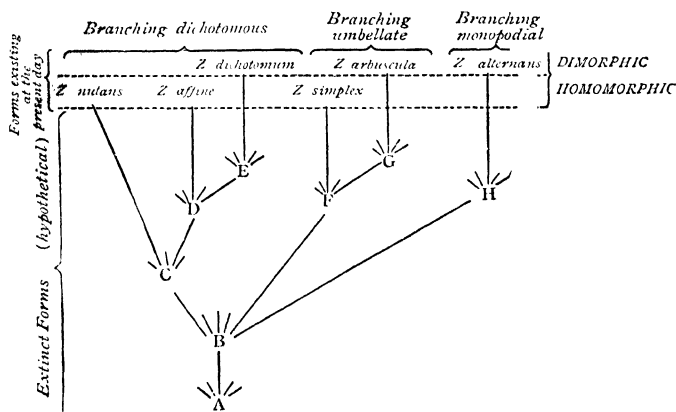 Branching dichotomous
Branching umbellate
Branching monopodial
Forms existing at the present day
Z dichotomum Z arbuscula Z alternans DIMORPHIC
Z nutans Z affine Z simplex HOMOMORPHIC
Extinct Forms (hypothetical)
G
E
D F H
C
B
A